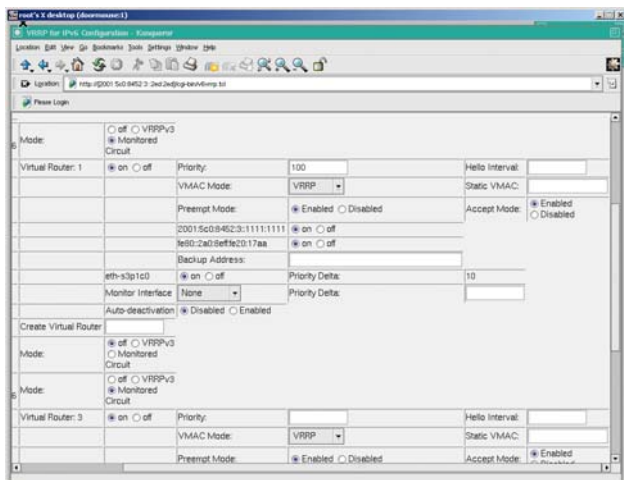 root's X desktop (doormouse:1)
VRRP for IPv6 Configuration - Konqueror
Location Edit View Go Bookmarks Tools Settings Window Help
Location:
Please Login
6 Mode: off VRRPv3 Monitored Circuit
Virtual Router: 1 on off Priority: 100 Hello Interval:
VMAC Mode: VRRP Static VMAC:
Preempt Mode: Enabled Disabled Accept Mode: Enabled Disabled
2001:5c0:8452:3::1111:1111 on off
fe80::2a0:8eff:fe20:17aa on off
Backup Address:
eth-s3p1c0 on off Priority Delta: 10
Monitor Interface None Priority Delta:
Auto-deactivation Disabled Enabled
Create Virtual Router
Mode: off VRRPv3 Monitored Circuit
6 Mode: off VRRPv3 Monitored Circuit
Virtual Router: 3 on off Priority: Hello Interval:
VMAC Mode: VRRP Static VMAC:
Preempt Mode: Enabled Disabled Accept Mode: Enabled